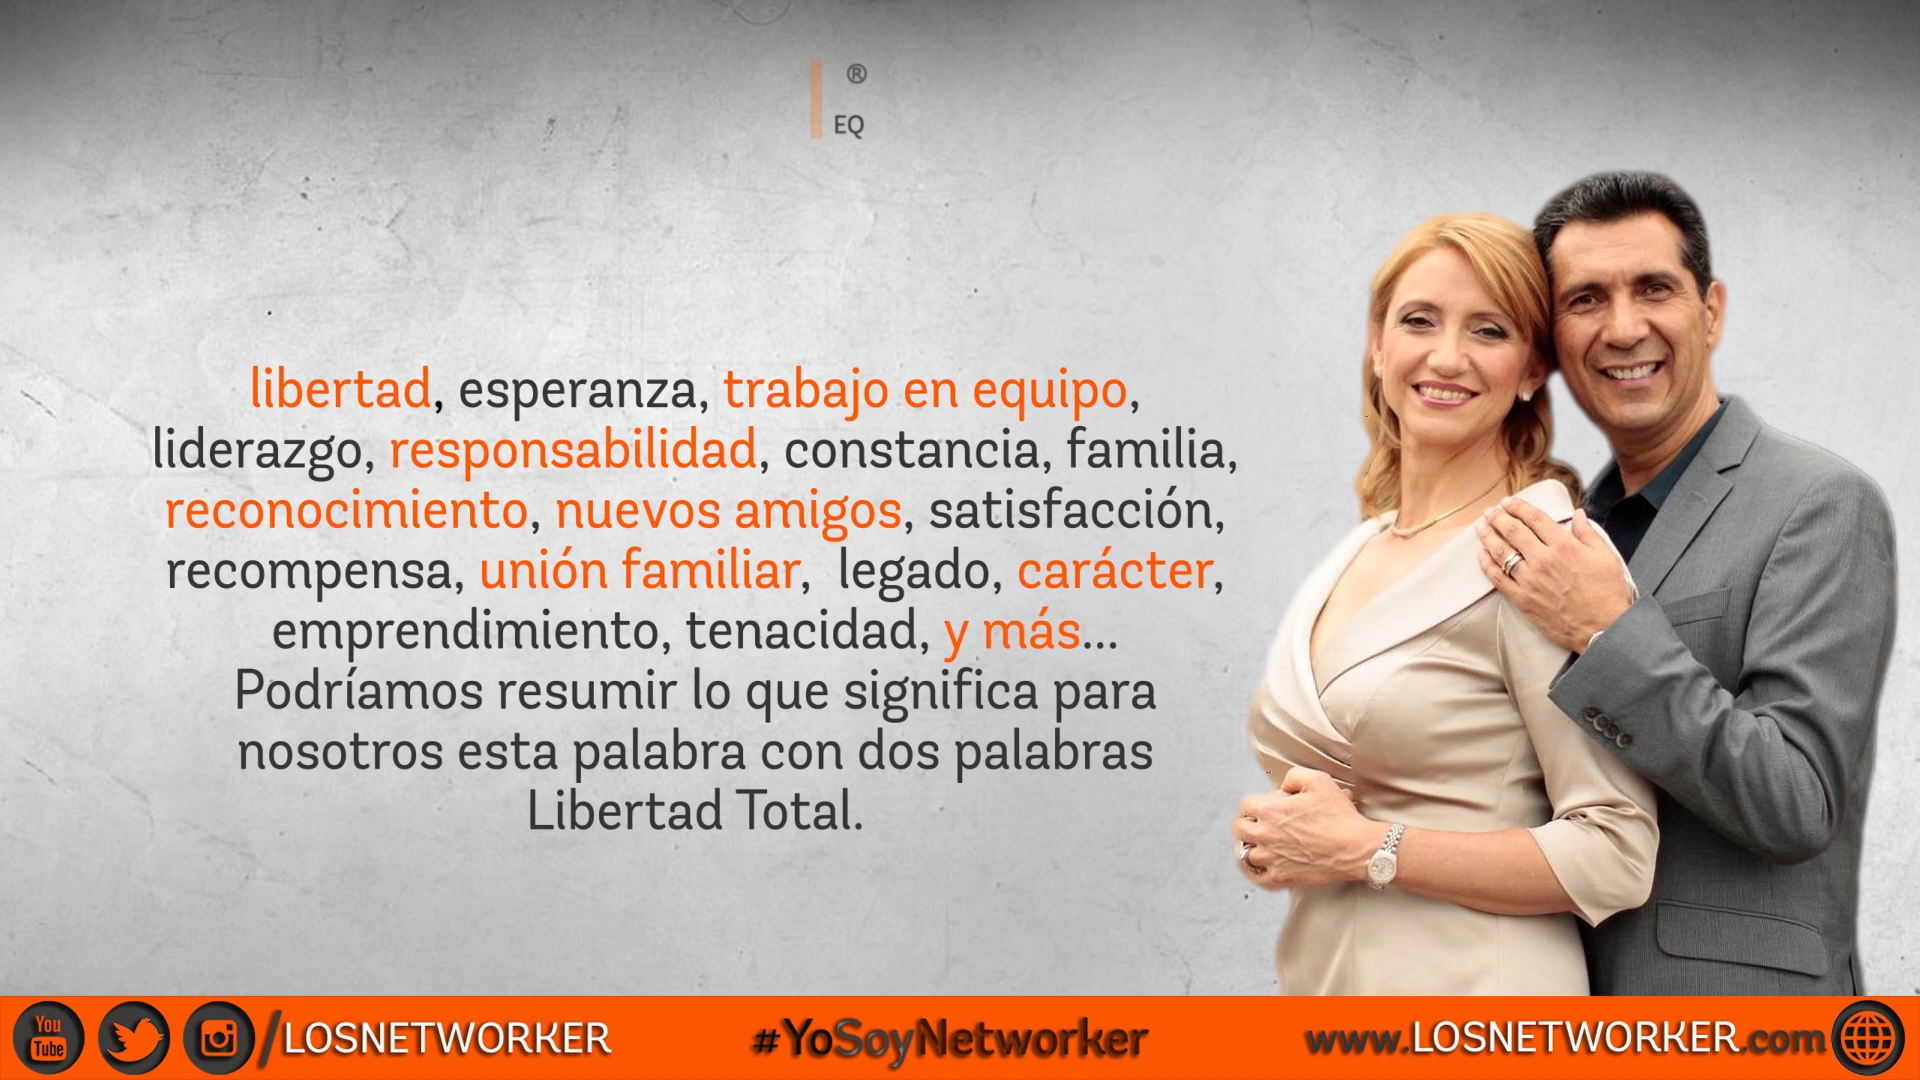 ®
EQ
libertad, esperanza, trabajo en equipo,
liderazgo, responsabilidad, constancia, familia,
reconocimiento, nuevos amigos, satisfacción,
recompensa, unión familiar, legado, carácter,
emprendimiento, tenacidad, y más...
Podríamos resumir lo que significa para
nosotros esta palabra con dos palabras
Libertad Total.
You
Tube
/LOSNETWORKER
#YoSoyNetworker
www.LOSNETWORKER.com